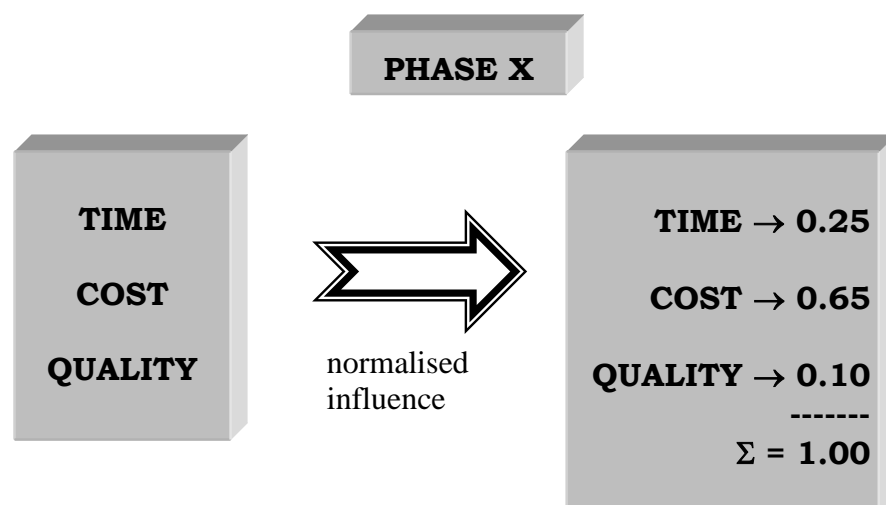 PHASE X
TIME
COST
QUALITY
normalised
influence
TIME → 0.25
COST → 0.65
QUALITY → 0.10
-------
Σ = 1.00